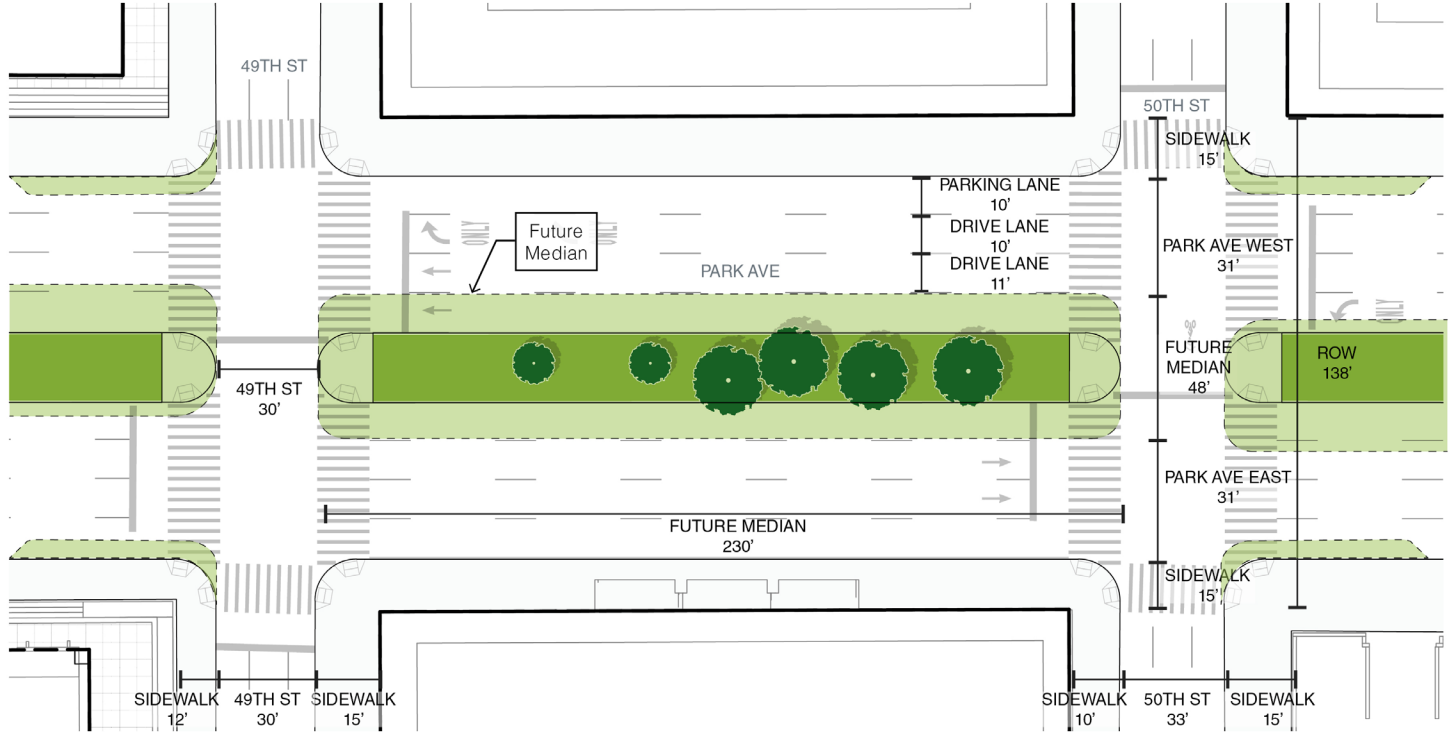 49TH ST
50TH ST
SIDEWALK
15’
PARKING LANE
10’
DRIVE LANE
10’
DRIVE LANE
11’
ONLY
Future
Median
ONLY
PARK AVE
PARK AVE WEST
31’
ONLY
FUTURE
MEDIAN
48’
ROW
138’
49TH ST
30’
PARK AVE EAST
31’
FUTURE MEDIAN
230’
SIDEWALK
15’
SIDEWALK
12’
49TH ST
30’
SIDEWALK
15’
SIDEWALK
10’
50TH ST
33’
SIDEWALK
15’